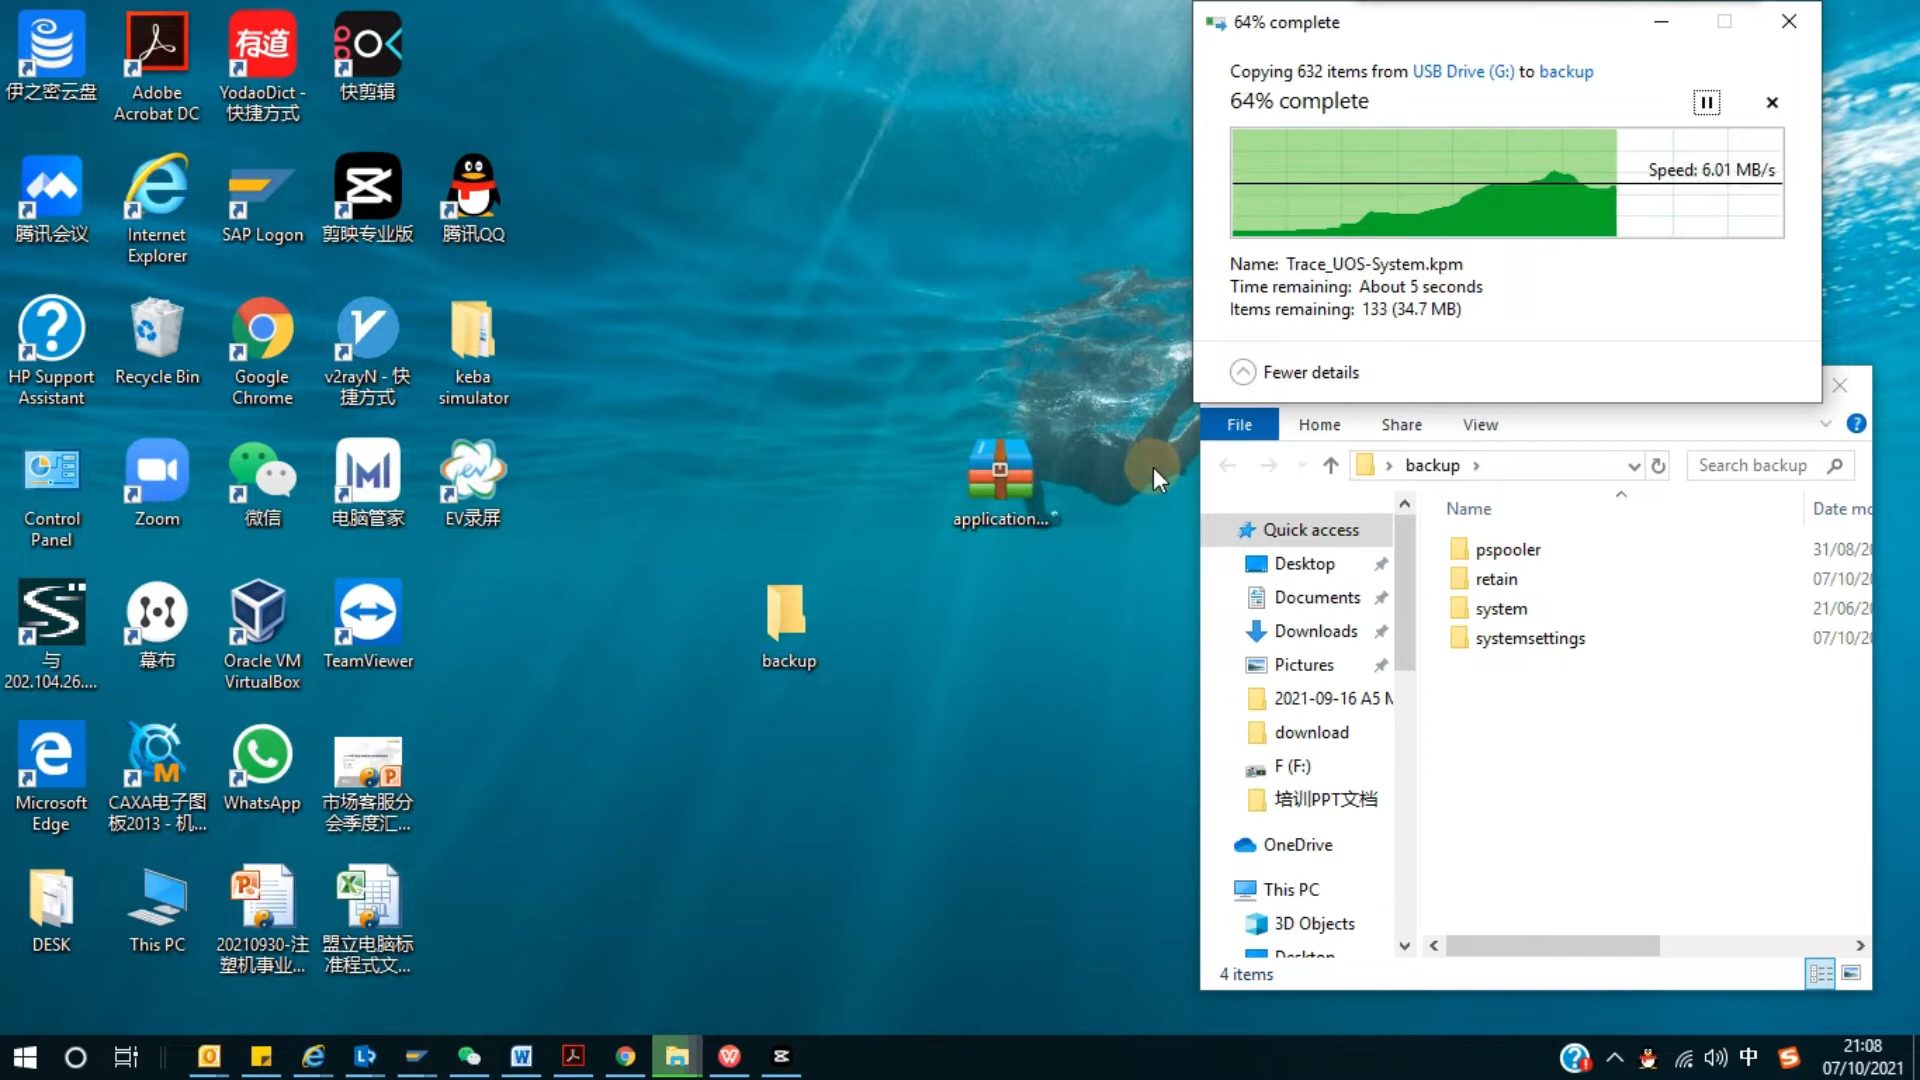 伊之密云盘
Adobe
Acrobat DC
有道
YodaoDict -
快捷方式
快剪辑
腾讯会议
Internet
Explorer
SAP Logon
剪映专业版
腾讯QQ
HP Support
Assistant
Recycle Bin
Google
Chrome
v2rayN - 快
捷方式
keba
simulator
Control
Panel
Zoom
微信
电脑管家
EV录屏
application...
与
202.104.26....
幕布
Oracle VM
VirtualBox
TeamViewer
backup
Microsoft
Edge
CAXA电子图
板2013 - 机...
WhatsApp
市场客服分
会季度汇...
DESK
This PC
20210930-注
塑机事业...
盟立电脑标
准程式文...
64% complete
Copying 632 items from USB Drive (G:) to backup
64% complete
Speed: 6.01 MB/s
Name: Trace_UOS-System.kpm
Time remaining: About 5 seconds
Items remaining: 133 (34.7 MB)
Fewer details
File Home Share View
backup
Search backup
Name Date mo
Quick access
Desktop
Documents
Downloads
Pictures
2021-09-16 A5 M
download
F (F:)
培训PPT文档
OneDrive
This PC
3D Objects
Desktop
pspooler 31/08/20
retain 07/10/20
system 21/06/20
systemsettings 07/10/20
4 items
中
21:08
07/10/2021